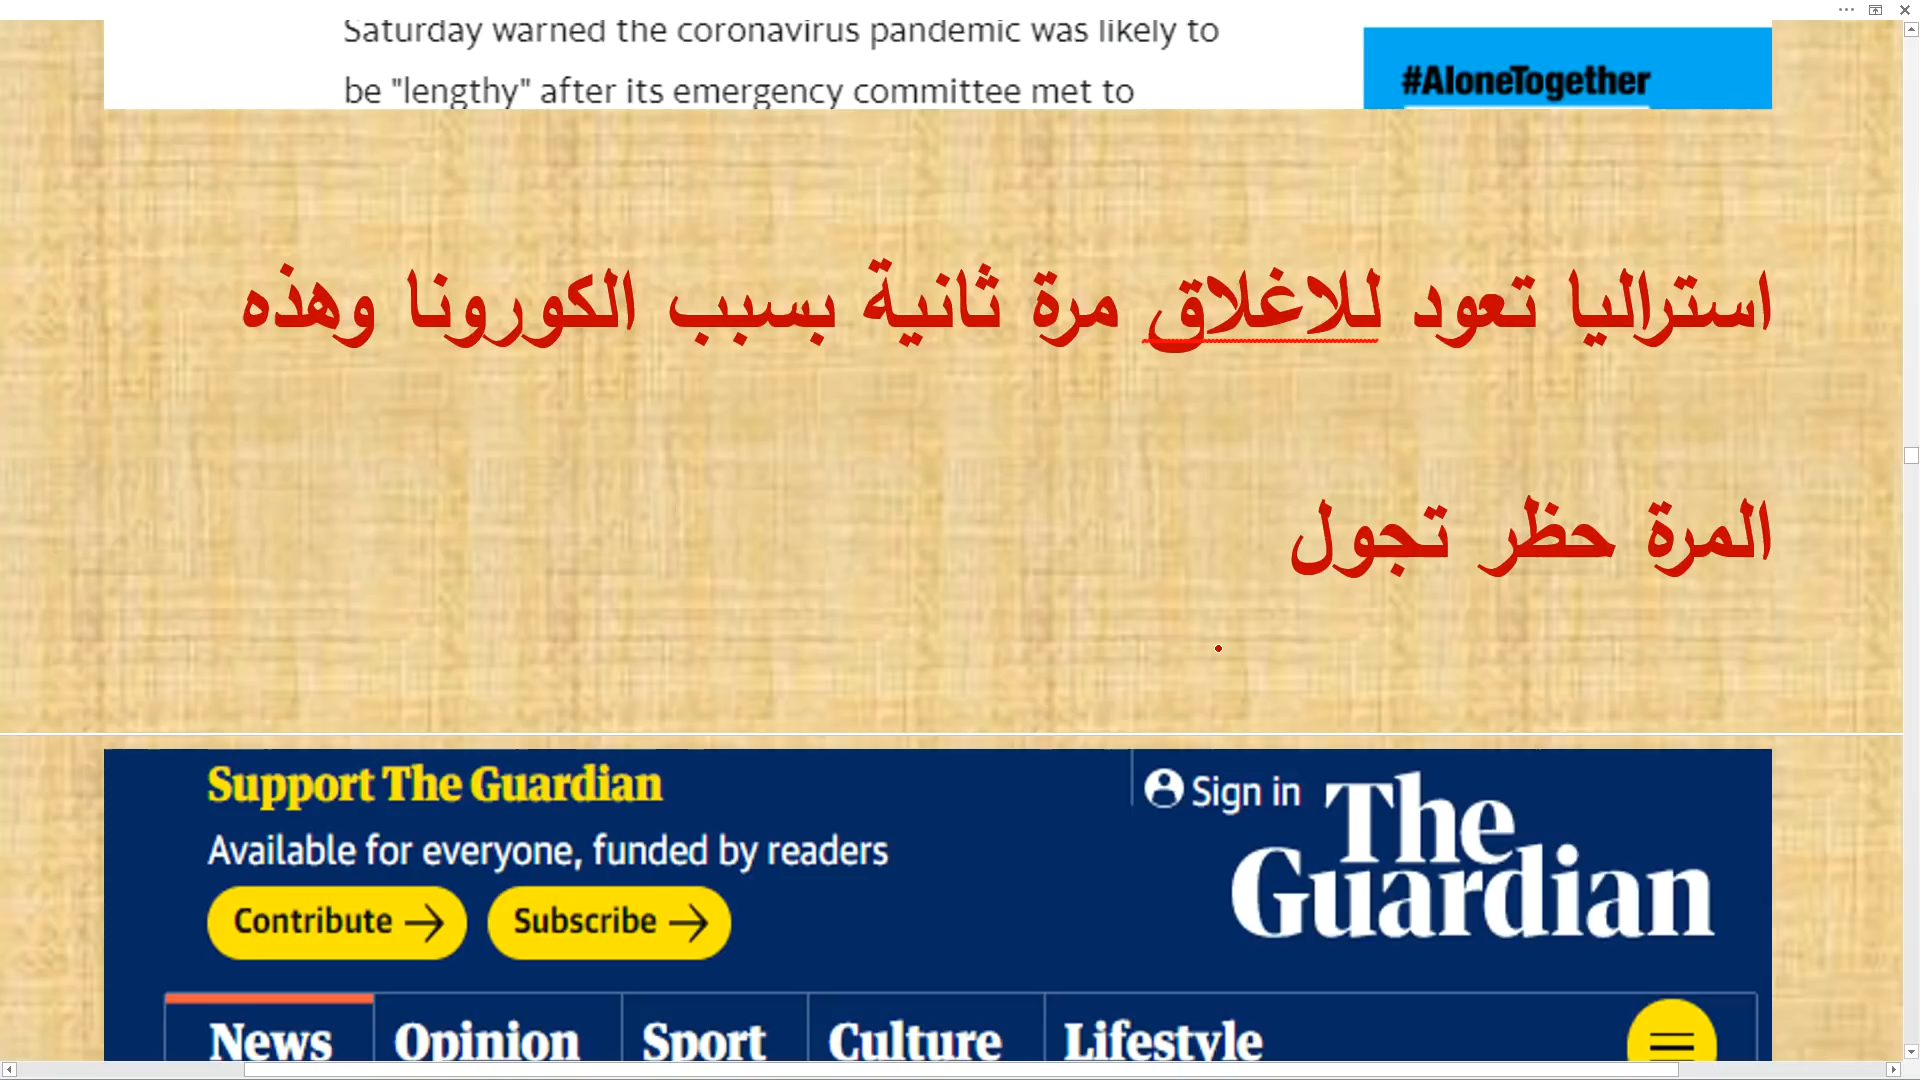 Saturday warned the coronavirus pandemic was likely to
be "lengthy" after its emergency committee met to
#AloneTogether
استراليا تعود للاغلاق مرة ثانية بسبب الكورونا وهذه
المرة حظر تجول
Support The Guardian
Available for everyone, funded by readers
Contribute →
Subscribe →
Sign in
The
Guardian
News
Opinion
Sport
Culture
Lifestyle